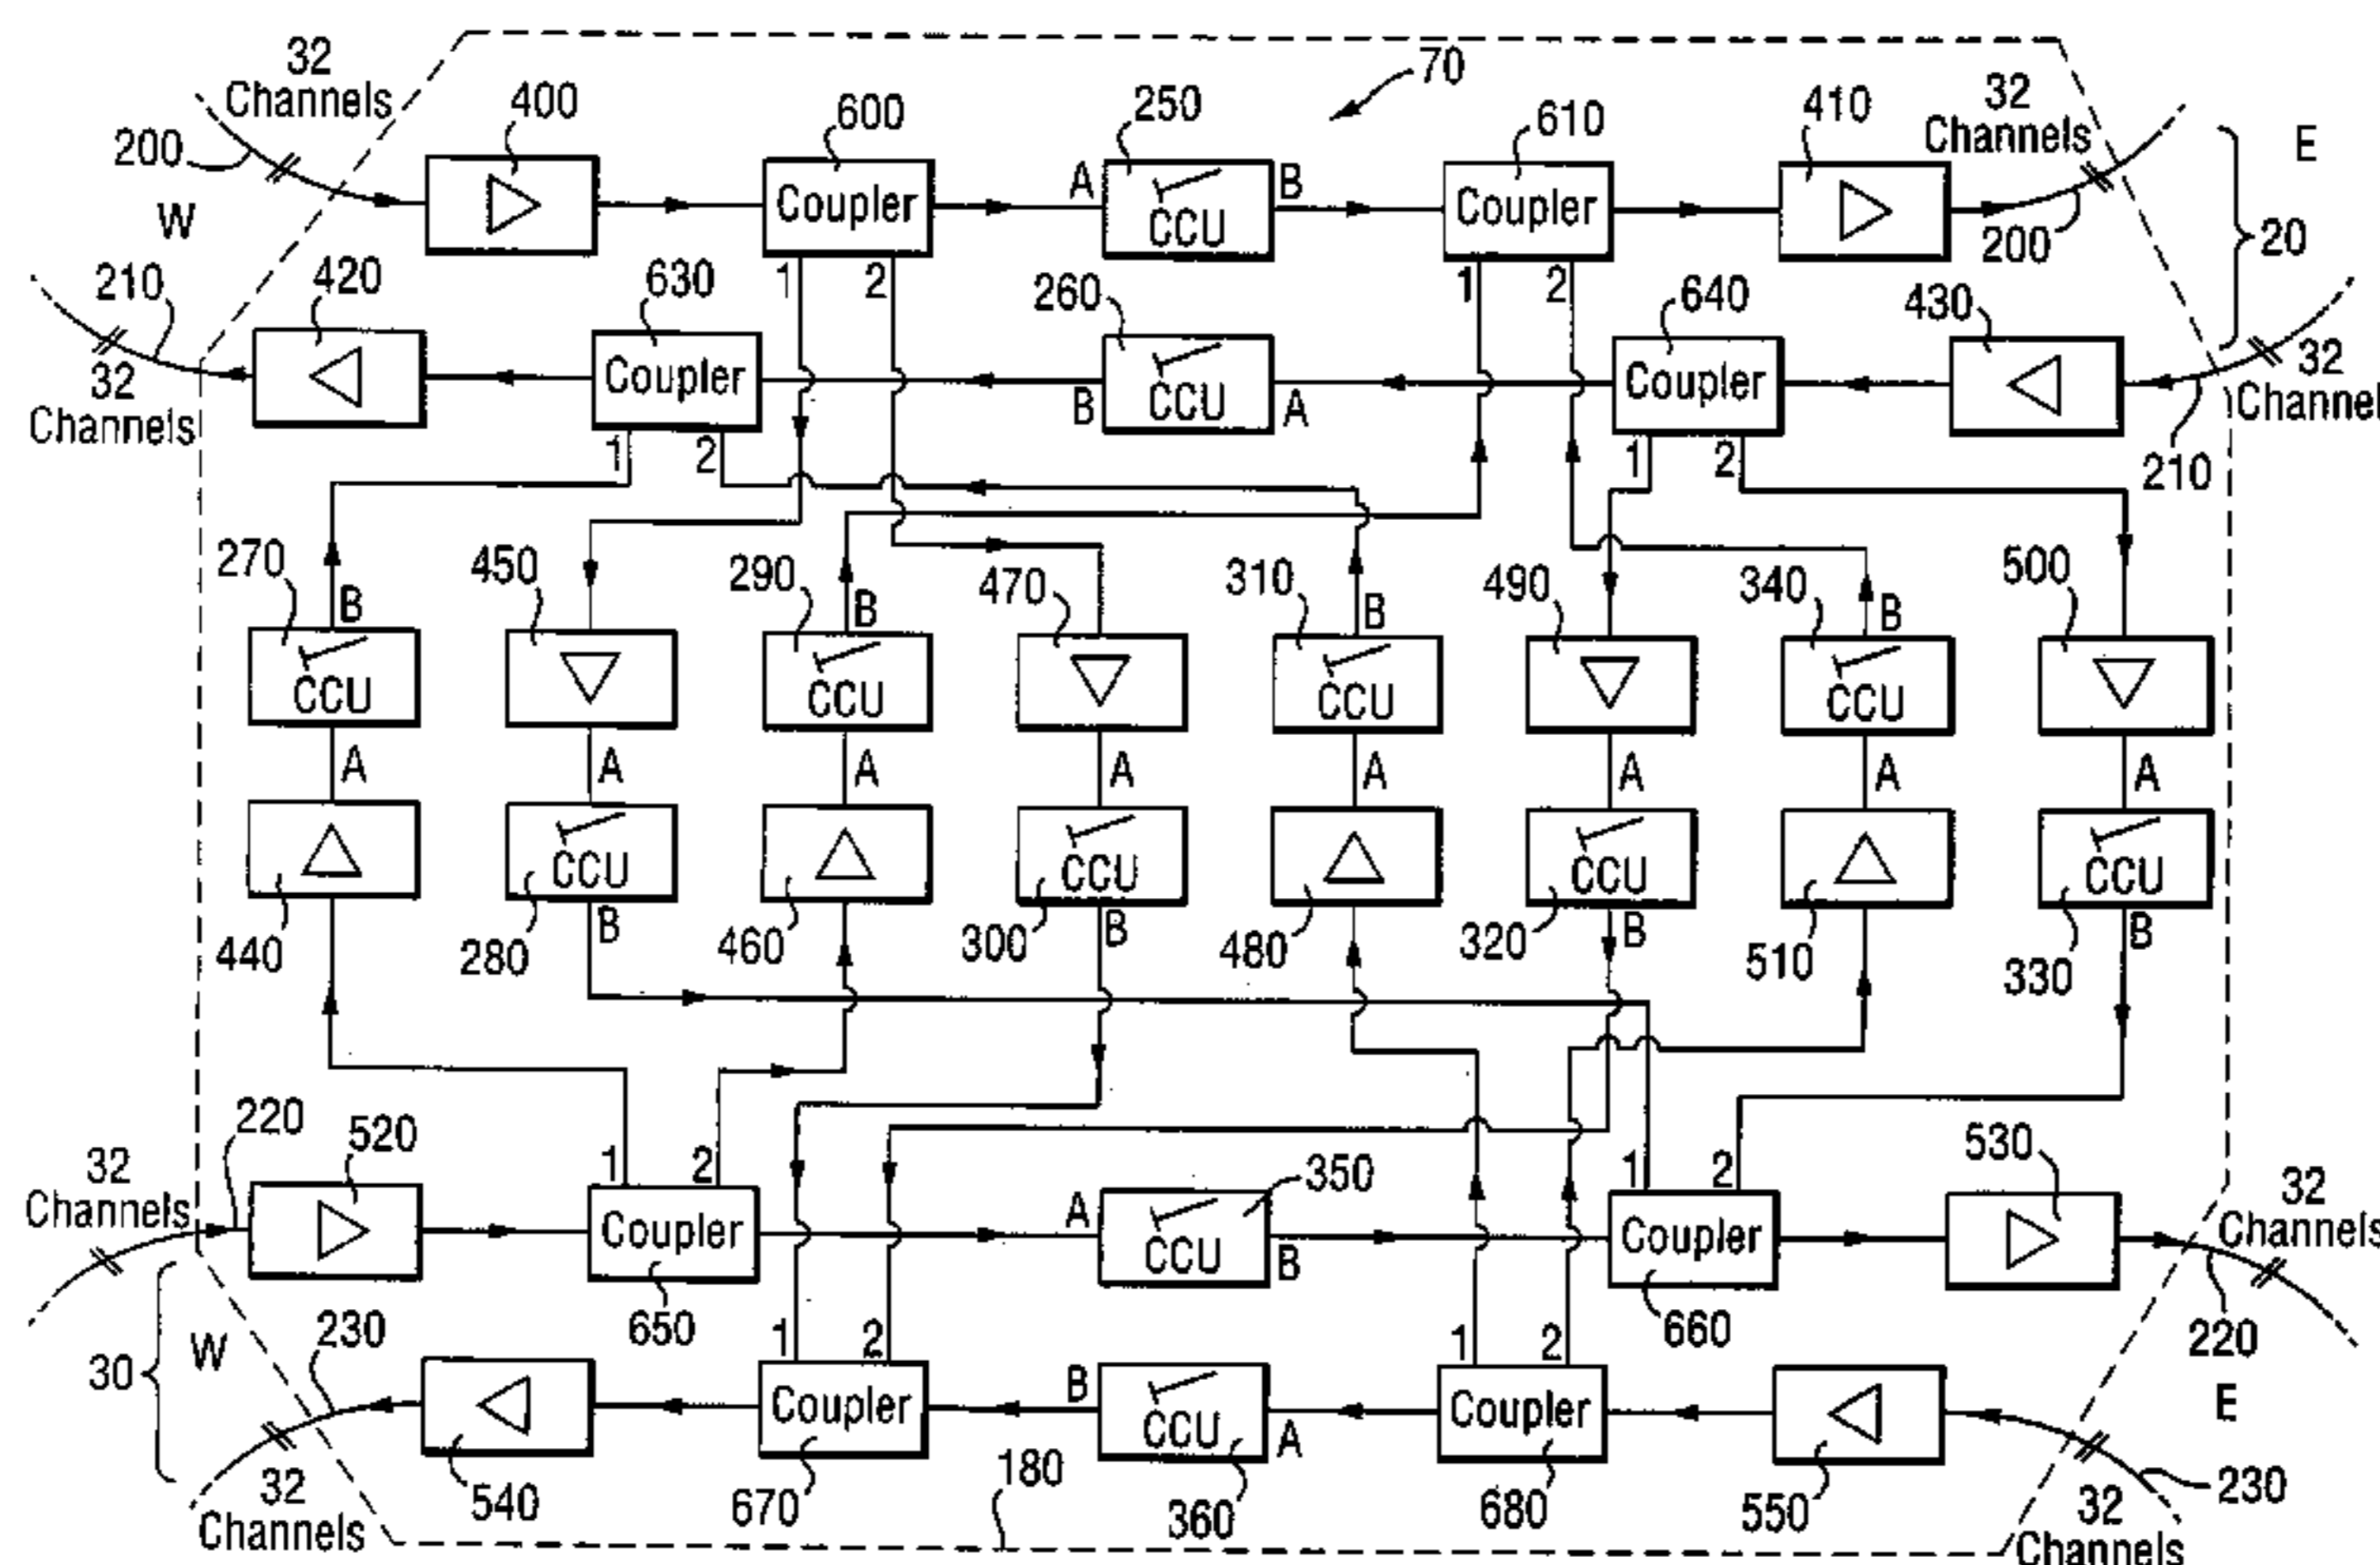 32
Channels
200
W
400
600
Coupler
1
2
A
250
CCU
B
70
610
Coupler
1
2
410
32
Channels
200
E
20
210
32
Channels
420
630
Coupler
1
2
260
B
CCU
A
640
Coupler
1
2
430
32
Channel
210
270
B
CCU
A
440
450
A
CCU
280
B
290
B
CCU
A
460
470
A
CCU
300
B
310
B
CCU
A
480
490
A
CCU
320
B
340
B
CCU
A
510
500
A
CCU
330
B
32
Channels
220
520
1
2
Coupler
650
A
350
CCU
B
1
2
Coupler
660
530
32
Channels
220
E
30
W
230
32
Channels
540
1
2
Coupler
670
B
CCU
A
360
180
1
2
Coupler
680
550
32
Channels
230